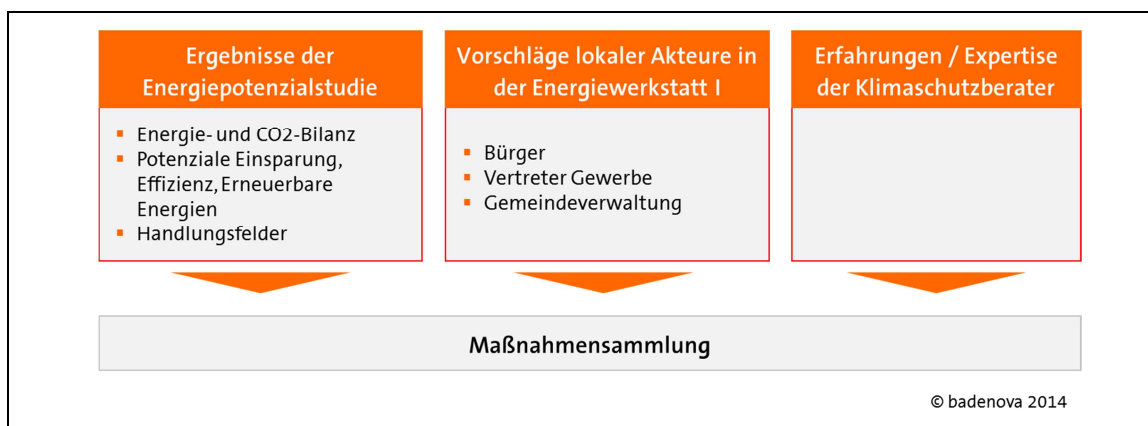 Ergebnisse der
Energiepotenzialstudie
Energie- und CO2-Bilanz
Potenziale Einsparung,
Effizienz, Erneuerbare
Energien
Handlungsfelder
Vorschläge lokaler Akteure in
der Energiewerkstatt I
Bürger
Vertreter Gewerbe
Gemeindeverwaltung
Erfahrungen / Expertise
der Klimaschutzberater
Maßnahmensammlung
© badenova 2014